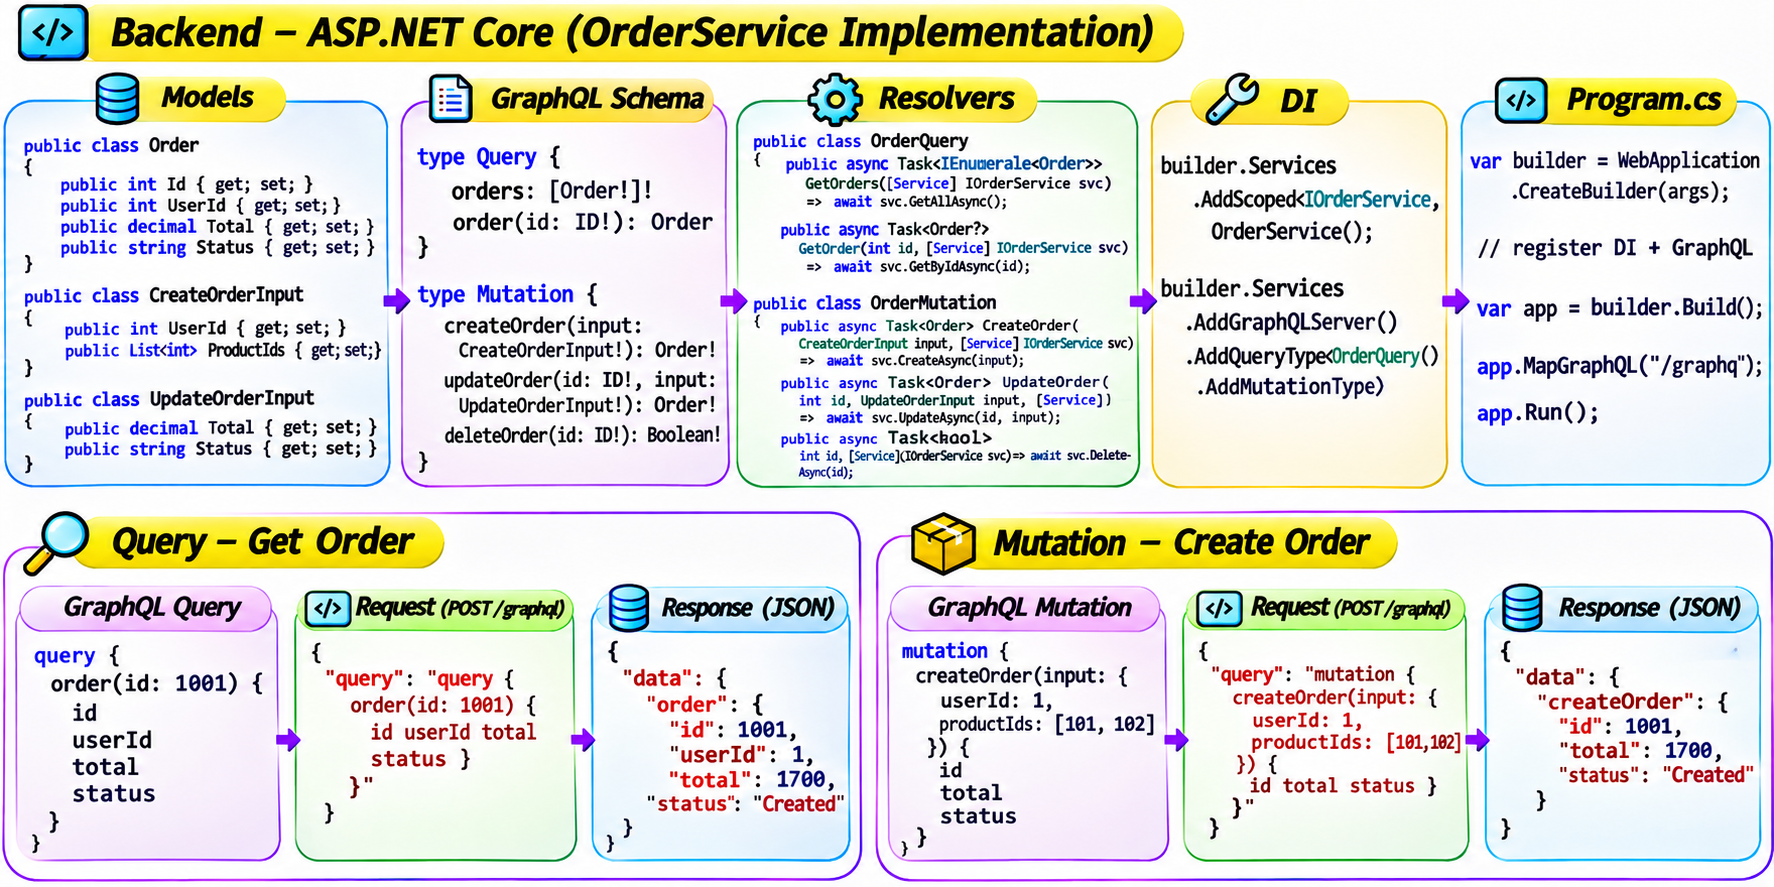 Backend – ASP.NET Core (OrderService Implementation)
Models
public class Order
{
public int Id { get; set; }
public int UserId { get; set; }
public decimal Total { get; set; }
public string Status { get; set; }
}
public class CreateOrderInput
{
public int UserId { get; set; }
public List<int> ProductIds { get; set;}
}
public class UpdateOrderInput
{
public decimal Total { get; set; }
public string Status { get; set; }
}
GraphQL Schema
type Query {
orders: [Order!]!
order(id: ID!): Order
}
type Mutation {
createOrder(input:
CreateOrderInput!): Order!
updateOrder(id: ID!, input:
UpdateOrderInput!): Order!
deleteOrder(id: ID!): Boolean!
}
Resolvers
public class OrderQuery
{ public async Task<IEnumerale<Order>>
GetOrders([Service] IOrderService svc)
=> await svc.GetAllAsync();
public async Task<Order?>
GetOrder(int id, [Service] IOrderService svc)
=> await svc.GetByIdAsync(id);
public class OrderMutation
{ public async Task<Order> CreateOrder(
CreateOrderInput input, [Service] IOrderService svc)
=> await svc.CreateAsync(input);
public async Task<Order> UpdateOrder(
int id, UpdateOrderInput input, [Service])
=> await svc.UpdateAsync(id, input);
public async Task<bool>
int id, [Service](IOrderService svc)=> await svc.Delete-
Async(id);
DI
builder.Services
.AddScoped<IOrderService,
OrderService();
builder.Services
.AddGraphQLServer()
.AddQueryType<OrderQuery()
.AddMutationType)
Program.cs
var builder = WebApplication
.CreateBuilder(args);
// register DI + GraphQL
var app = builder.Build();
app.MapGraphQL("/graphq");
app.Run();
Query – Get Order
GraphQL Query
query {
order(id: 1001) {
id
userId
total
status
}
}
Request (POST /graphql)
{
"query": "query {
order(id: 1001) {
id userId total
status }
}"
}
Response (JSON)
{
"data": {
"order": {
"id": 1001,
"userId": 1,
"total": 1700,
"status": "Created"
}
}
Mutation – Create Order
GraphQL Mutation
mutation {
createOrder(input: {
userId: 1,
productIds: [101, 102]
}) {
id
total
status
}
}
Request (POST /graphql)
{
"query": "mutation {
createOrder(input: {
userId: 1,
productIds: [101,102]
}) {
id total status }
}"
}
Response (JSON)
{
"data": {
"createOrder": {
"id": 1001,
"total": 1700,
"status": "Created"
}
}